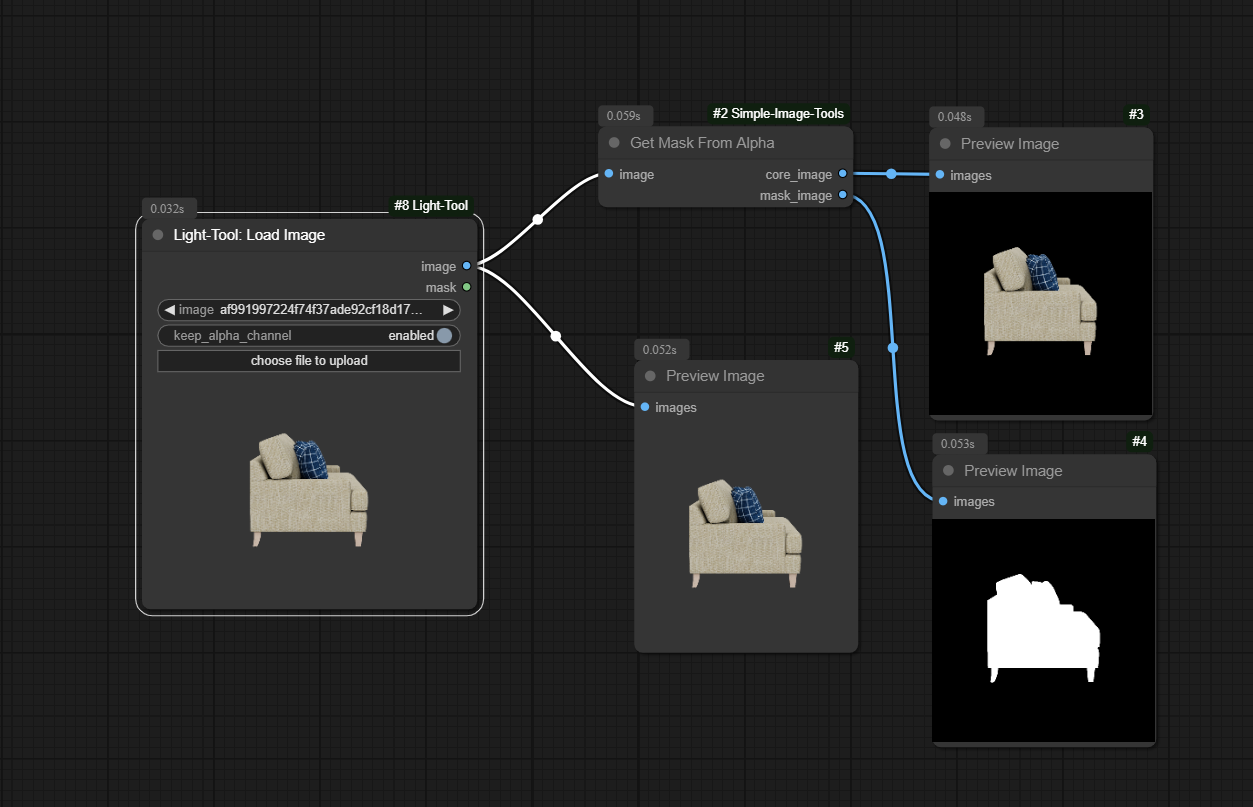 0.032s
#8 Light-Tool
Light-Tool: Load Image
image
mask
image af991997224f74f37ade92cf18d17...
keep_alpha_channel enabled
choose file to upload
0.059s
#2 Simple-Image-Tools
Get Mask From Alpha
image core_image
mask_image
0.052s
#5
Preview Image
images
0.048s
#3
Preview Image
images
0.053s
#4
Preview Image
images